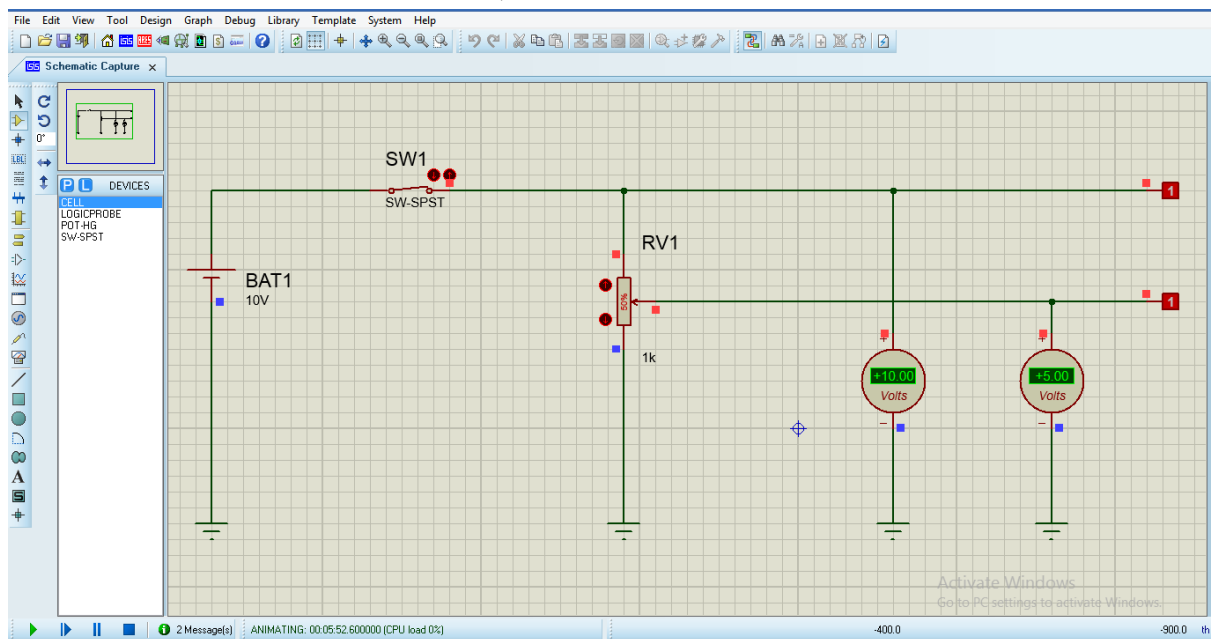 File Edit View Tool Design Graph Debug Library Template System Help
Schematic Capture x
0°
LBL
P L DEVICES
CELL
LOGICPROBE
POT-HG
SW-SPST
A
S
SW1
SW-SPST
1
RV1
BAT1
10V
50%
1
1k
+
+
+10.00
Volts
+5.00
Volts
Activate Windows
Go to PC settings to activate Windows.
2 Message(s) ANIMATING: 00:05:52.600000 (CPU load 0%) -400.0 -900.0 th